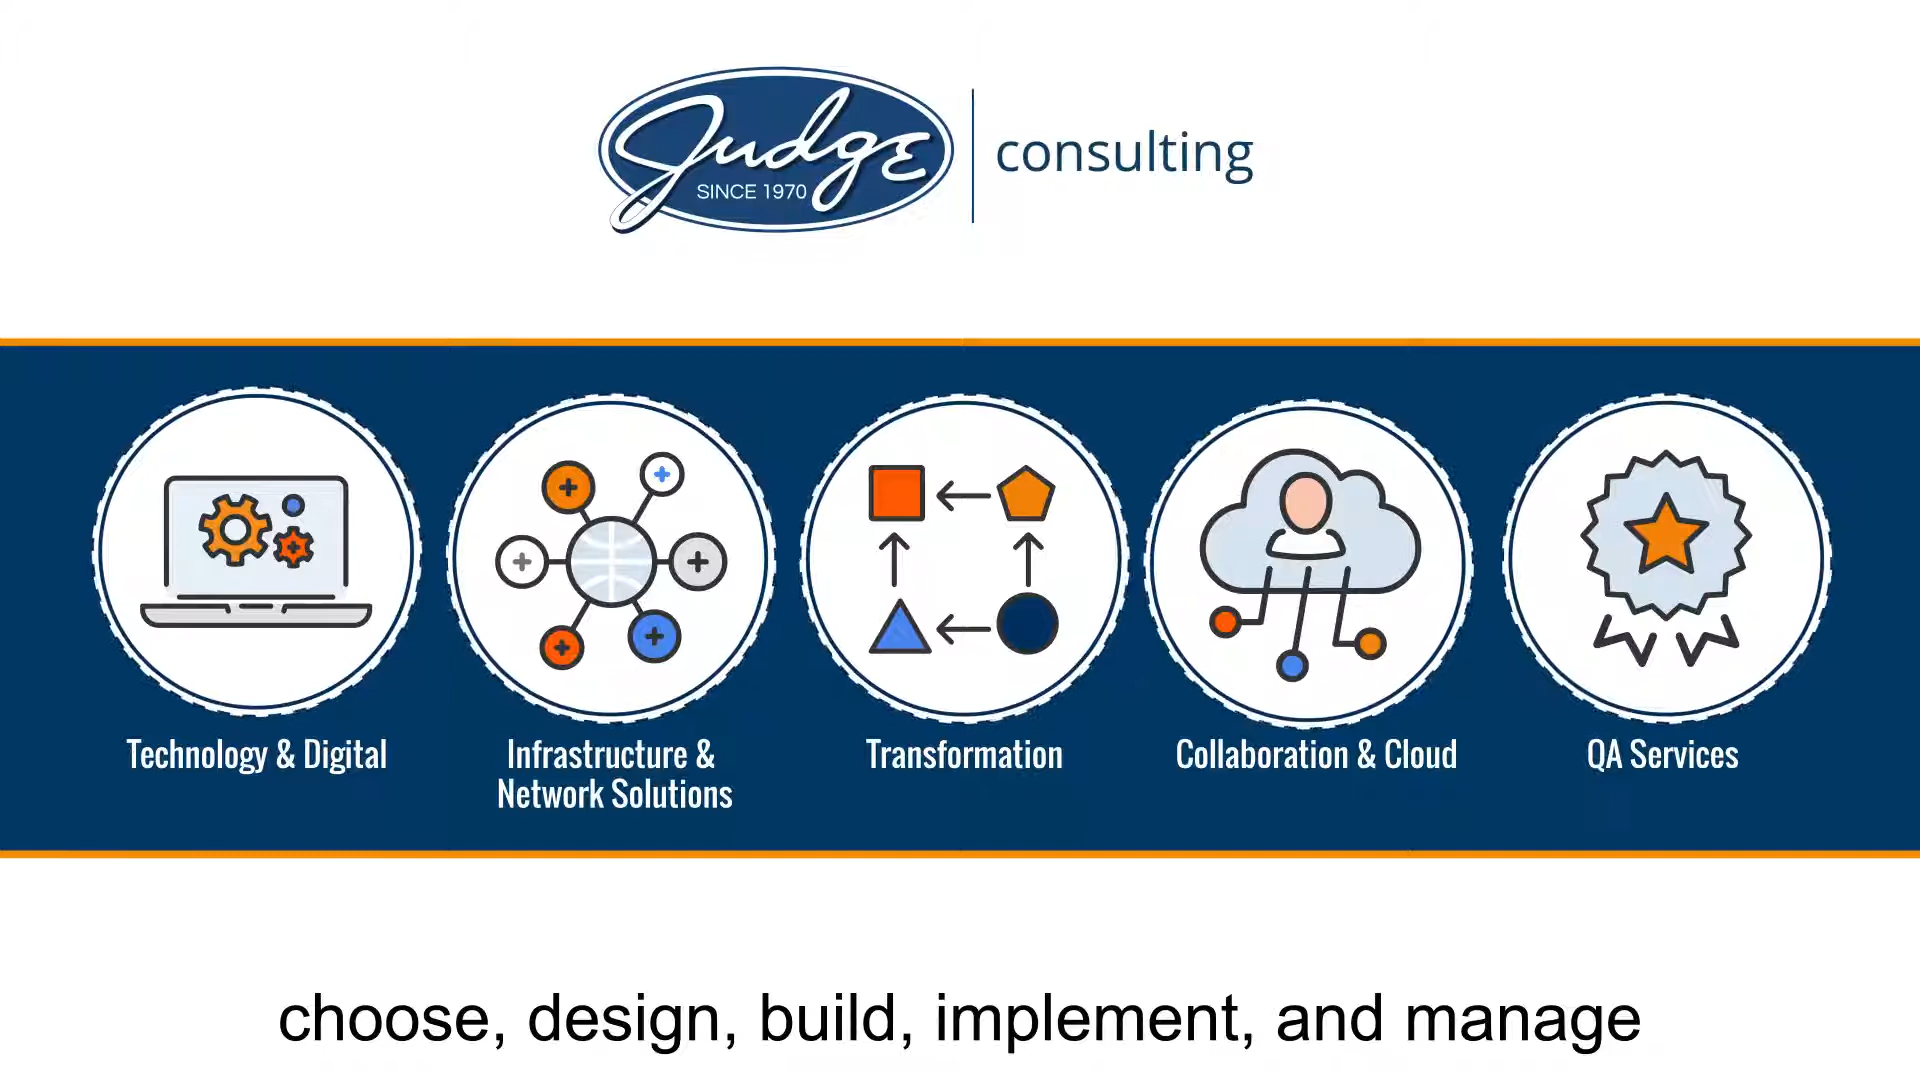 Judge
SINCE 1970
consulting
Technology & Digital
Infrastructure &
Network Solutions
Transformation
Collaboration & Cloud
QA Services
choose, design, build, implement, and manage